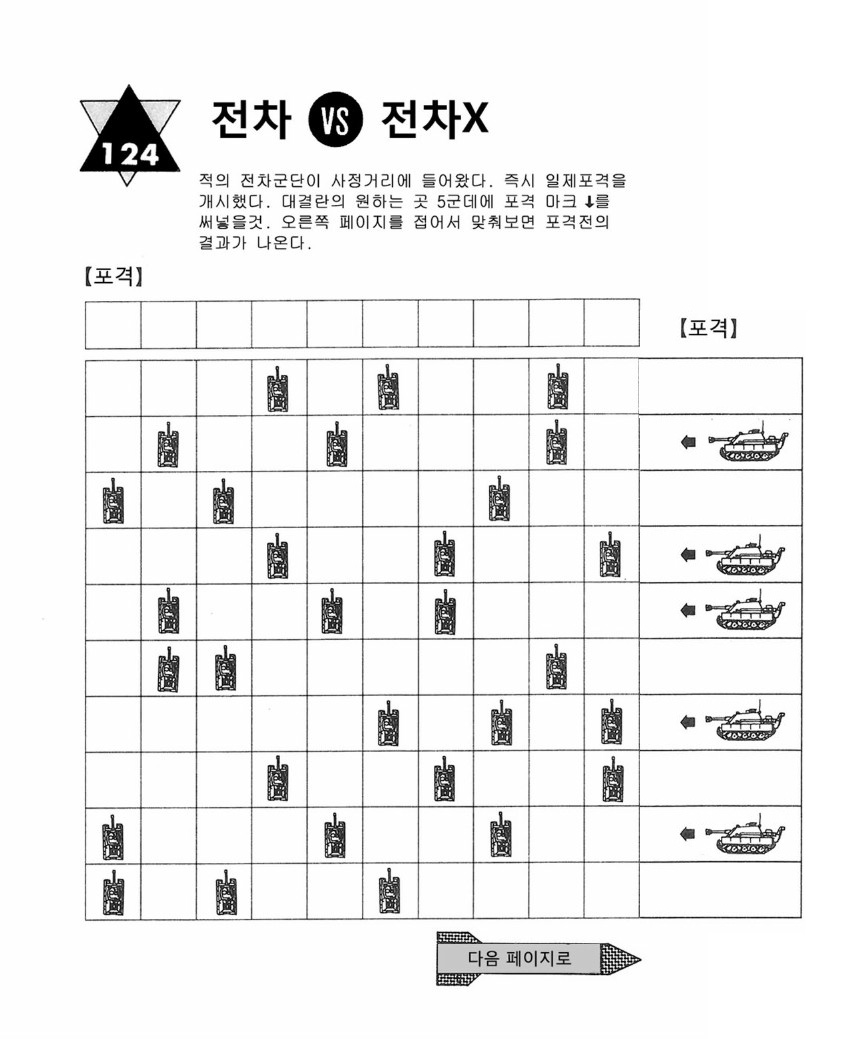 124
전차 VS 전차X
적의 전차군단이 사정거리에 들어왔다. 즉시 일제포격을
개시했다. 대결란의 원하는 곳 5군데에 포격 마크 ↓를
써넣을것. 오른쪽 페이지를 접어서 맞춰보면 포격전의
결과가 나온다.
【포격】
【포격】
다음 페이지로